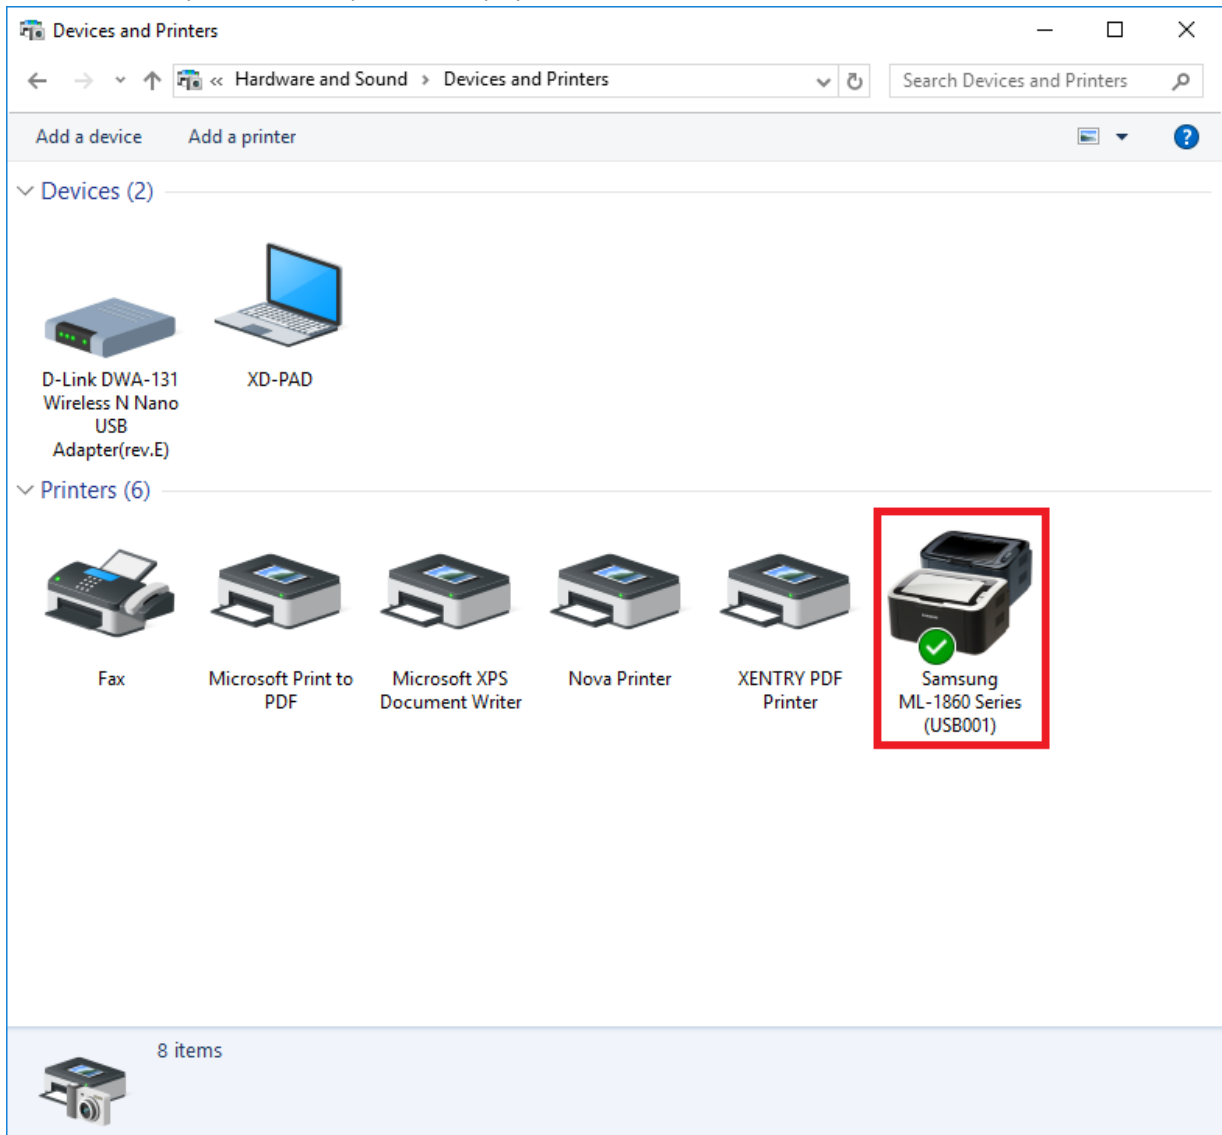 Devices and Printers
« Hardware and Sound › Devices and Printers
Search Devices and Printers
Add a device Add a printer
Devices (2)
D-Link DWA-131
Wireless N Nano
USB
Adapter(rev.E)
XD-PAD
Printers (6)
Fax
Microsoft Print to
PDF
Microsoft XPS
Document Writer
Nova Printer
XENTRY PDF
Printer
Samsung
ML-1860 Series
(USB001)
8 items